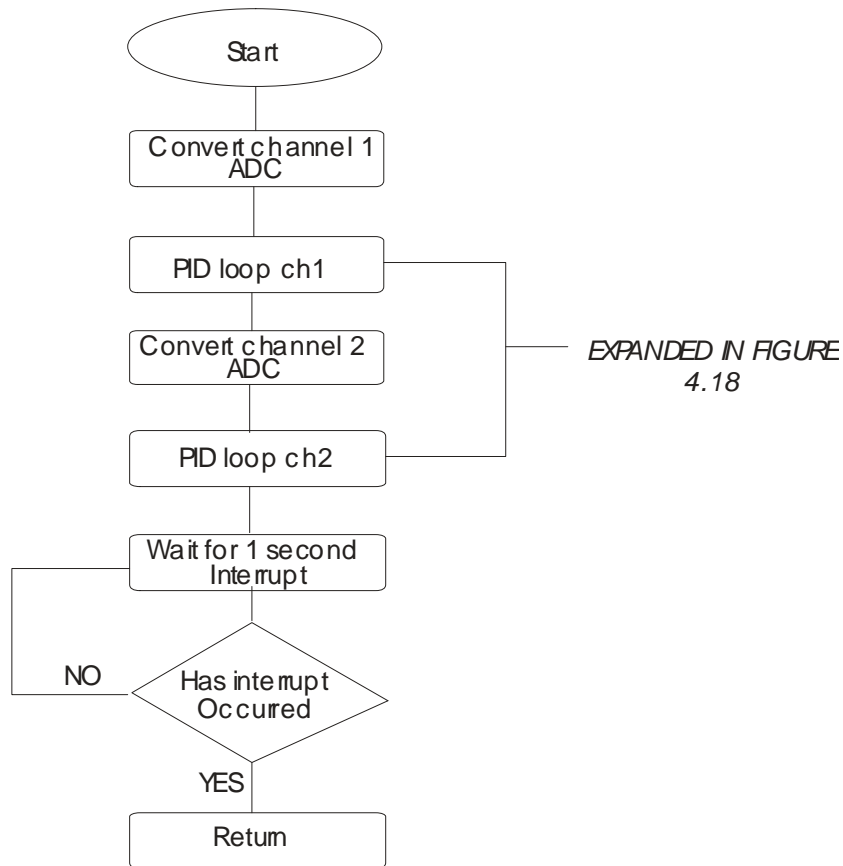 Start
Convert channel 1
ADC
PID loop ch1
Convert channel 2
ADC
EXPANDED IN FIGURE
4.18
PID loop ch2
Wait for 1 second
Interrupt
NO
Has interrupt
Occurred
YES
Return